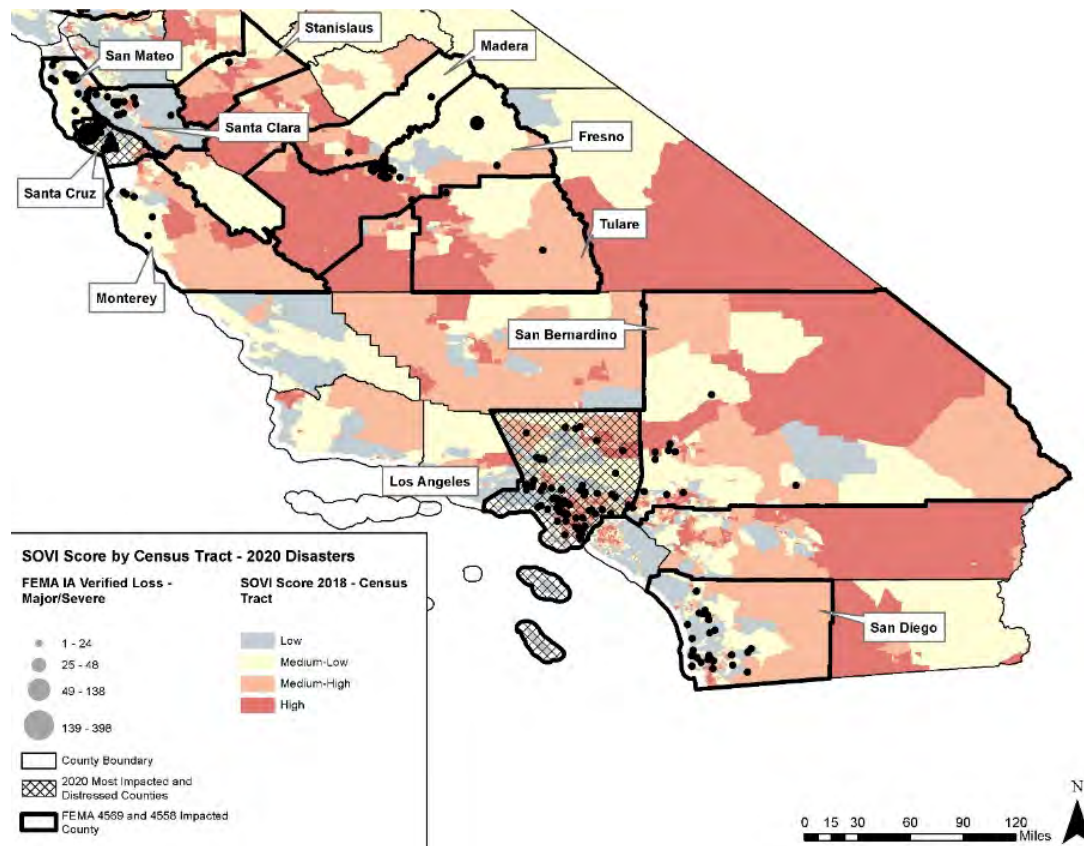 Stanislaus
San Mateo
Madera
Santa Clara
Fresno
Santa Cruz
Tulare
Monterey
San Bernardino
Los Angeles
San Diego
SOVI Score by Census Tract - 2020 Disasters
FEMA IA Verified Loss -
Major/Severe
1 - 24
25 - 48
49 - 138
139 - 398
SOVI Score 2018 - Census
Tract
Low
Medium-Low
Medium-High
High
County Boundary
2020 Most Impacted and
Distressed Counties
FEMA 4569 and 4558 Impacted
County
N
0 15 30 60 90 120
Miles